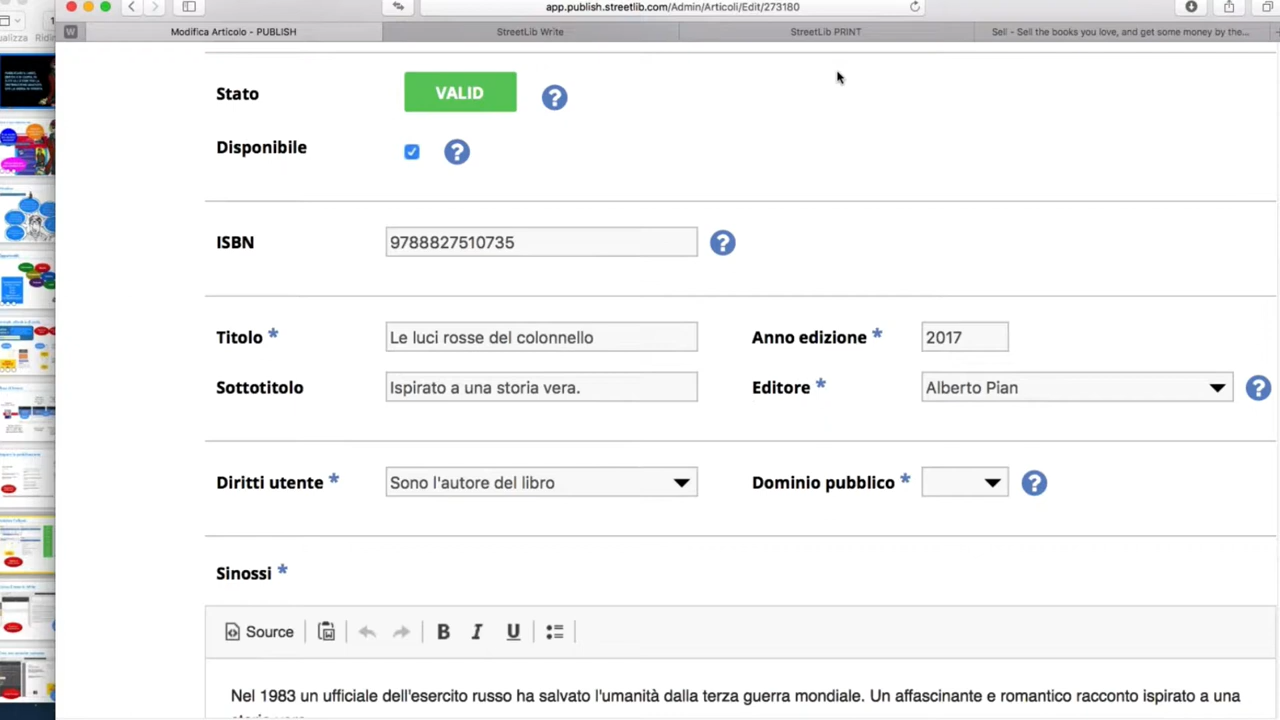 app.publish.streetlib.com/Admin/Articoli/Edit/273180
W
Modifica Articolo - PUBLISH
StreetLib Write
StreetLib PRINT
Sell - Sell the books you love, and get some money by the...
Stato
VALID
?
Disponibile
?
ISBN
9788827510735
?
Titolo *
Le luci rosse del colonnello
Anno edizione *
2017
Sottotitolo
Ispirato a una storia vera.
Editore *
Alberto Pian
?
Diritti utente *
Sono l'autore del libro
Dominio pubblico *
?
Sinossi *
Source
B
I
U
Nel 1983 un ufficiale dell'esercito russo ha salvato l'umanità dalla terza guerra mondiale. Un affascinante e romantico racconto ispirato a una